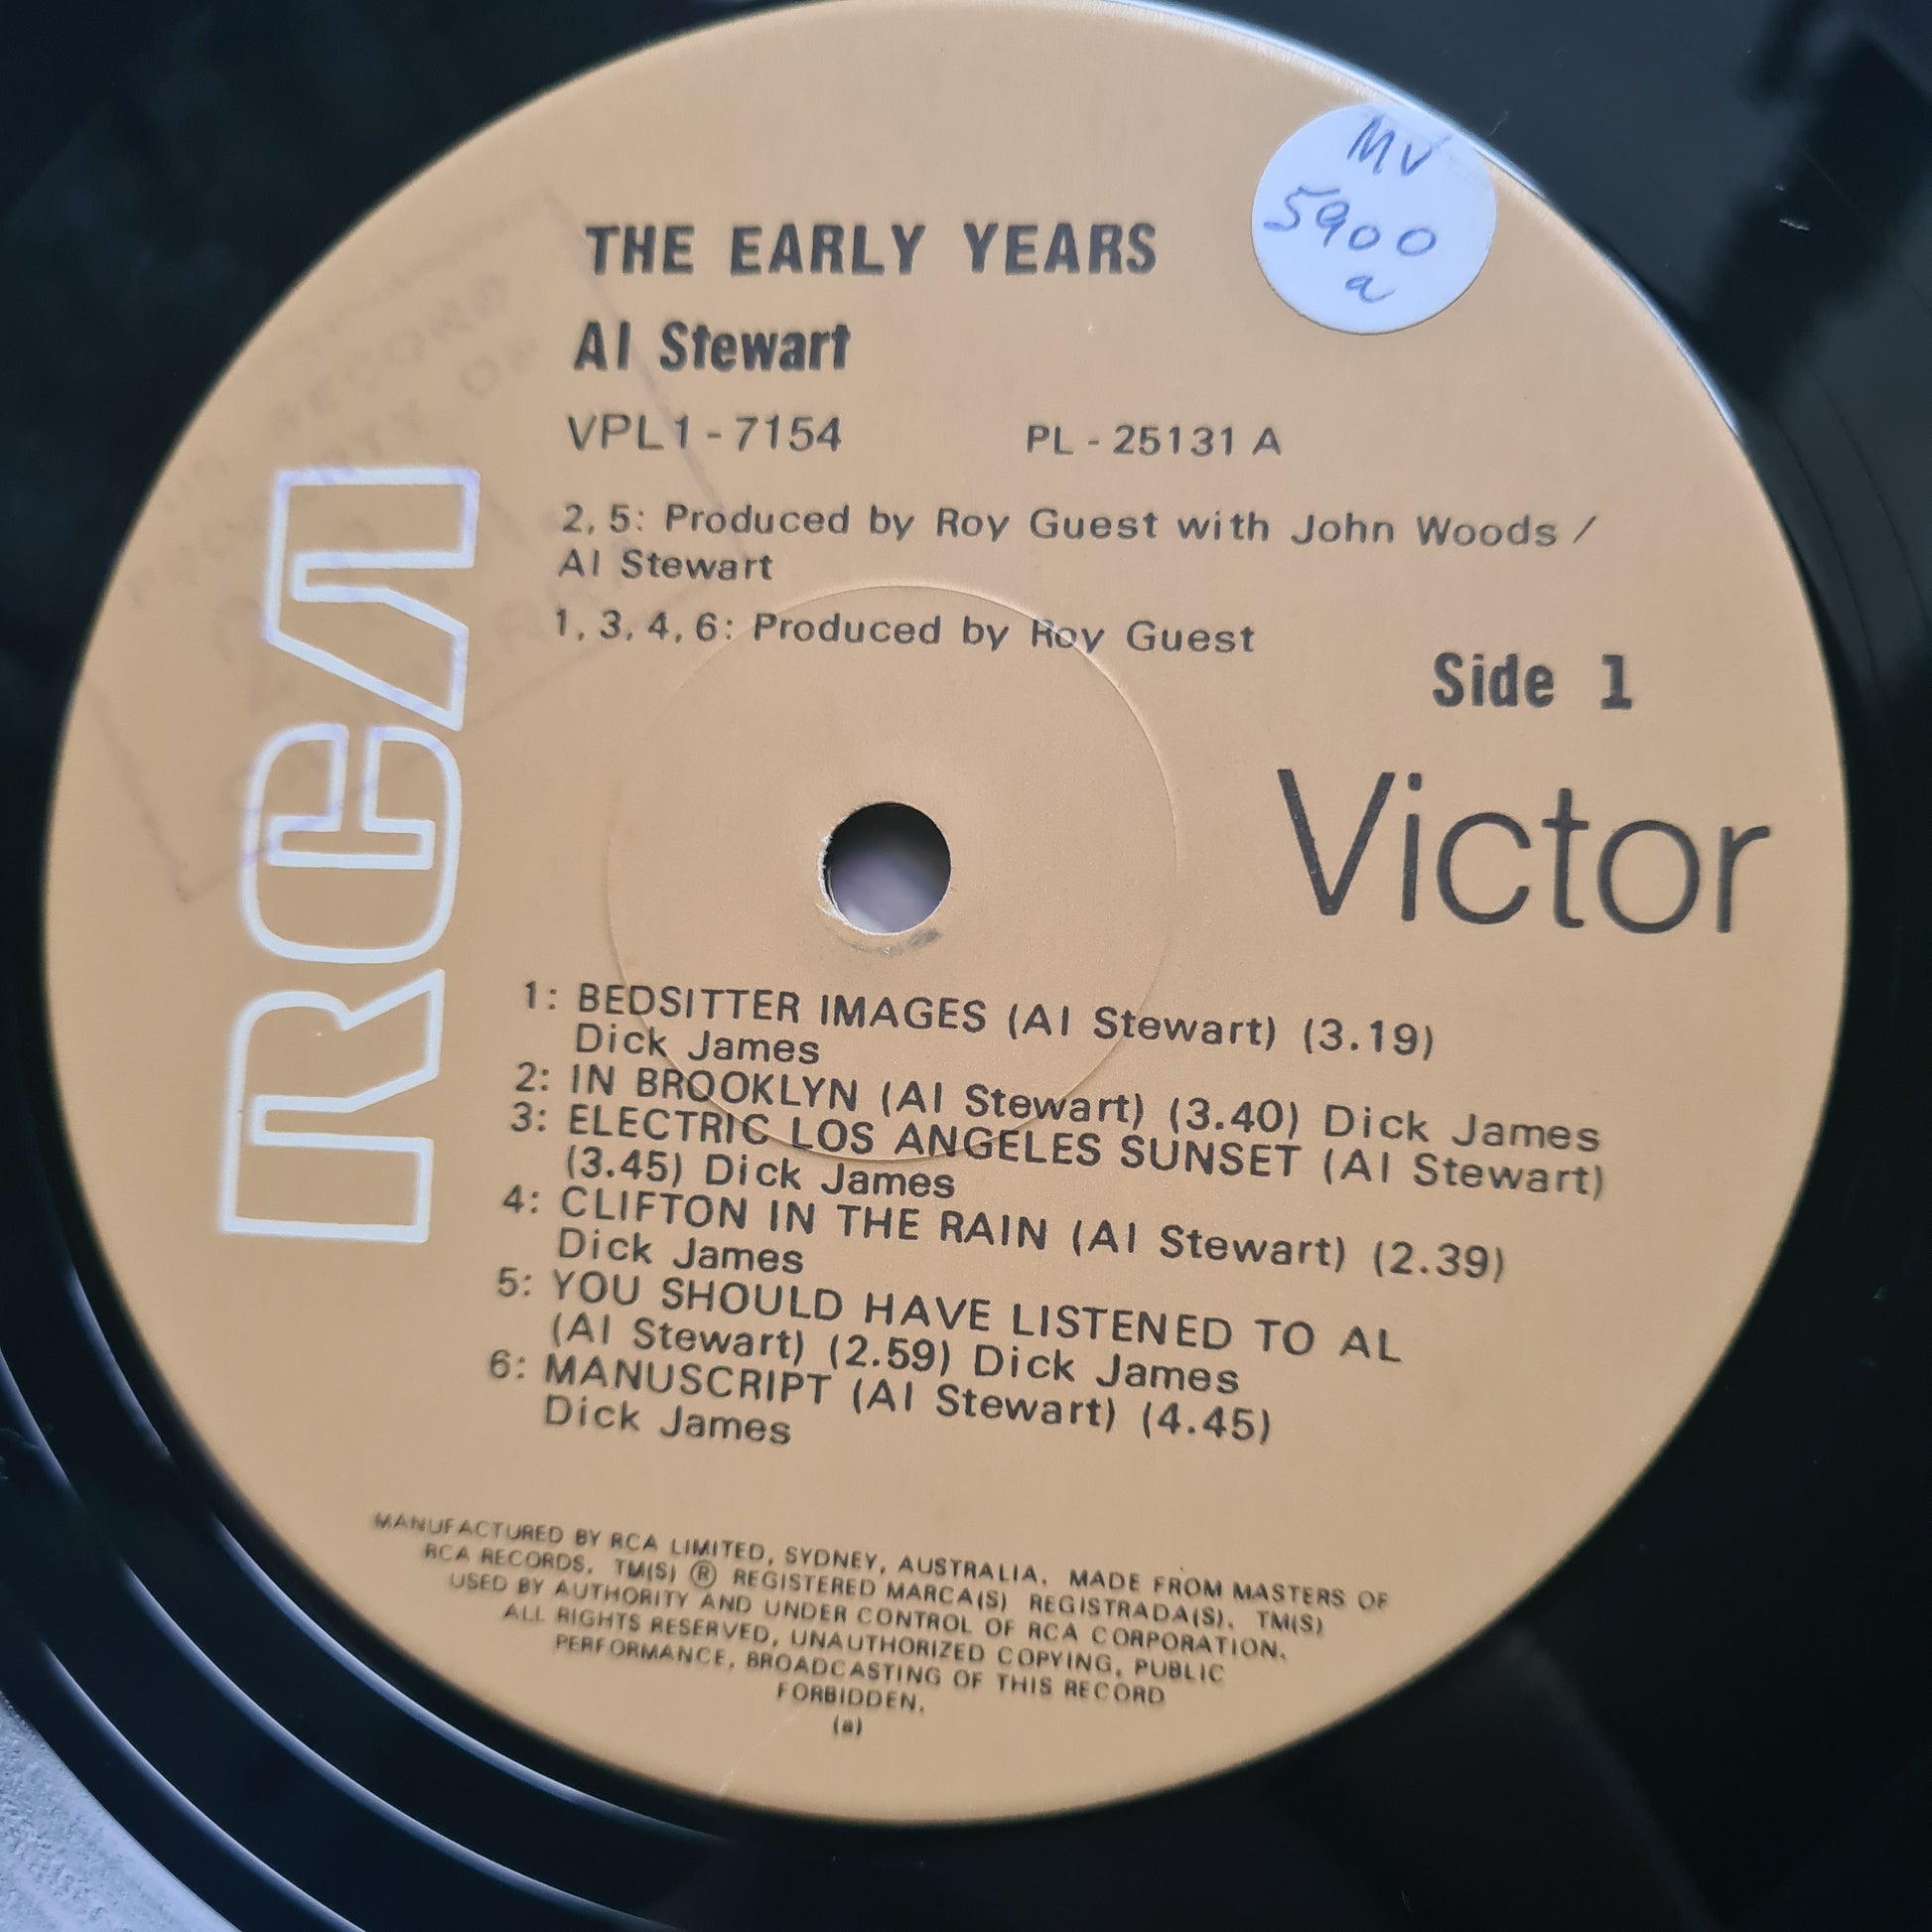 MV
5900
a
THE EARLY YEARS
Al Stewart
VPL1-7154 PL-25131 A
2, 5: Produced by Roy Guest with John Woods /
Al Stewart
1, 3, 4, 6: Produced by Roy Guest
Side 1
RCA
Victor
1: BEDSITTER IMAGES (Al Stewart) (3.19)
Dick James
2: IN BROOKLYN (Al Stewart) (3.40) Dick James
3: ELECTRIC LOS ANGELES SUNSET (Al Stewart)
(3.45) Dick James
4: CLIFTON IN THE RAIN (Al Stewart) (2.39)
Dick James
5: YOU SHOULD HAVE LISTENED TO AL
(Al Stewart) (2.59) Dick James
6: MANUSCRIPT (Al Stewart) (4.45)
Dick James
MANUFACTURED BY RCA LIMITED, SYDNEY, AUSTRALIA. MADE FROM MASTERS OF
RCA RECORDS. TM(S) ® REGISTERED MARCA(S) REGISTRADA(S). TM(S)
USED BY AUTHORITY AND UNDER CONTROL OF RCA CORPORATION.
ALL RIGHTS RESERVED, UNAUTHORIZED COPYING, PUBLIC
PERFORMANCE, BROADCASTING OF THIS RECORD
FORBIDDEN.
(a)
RECORD